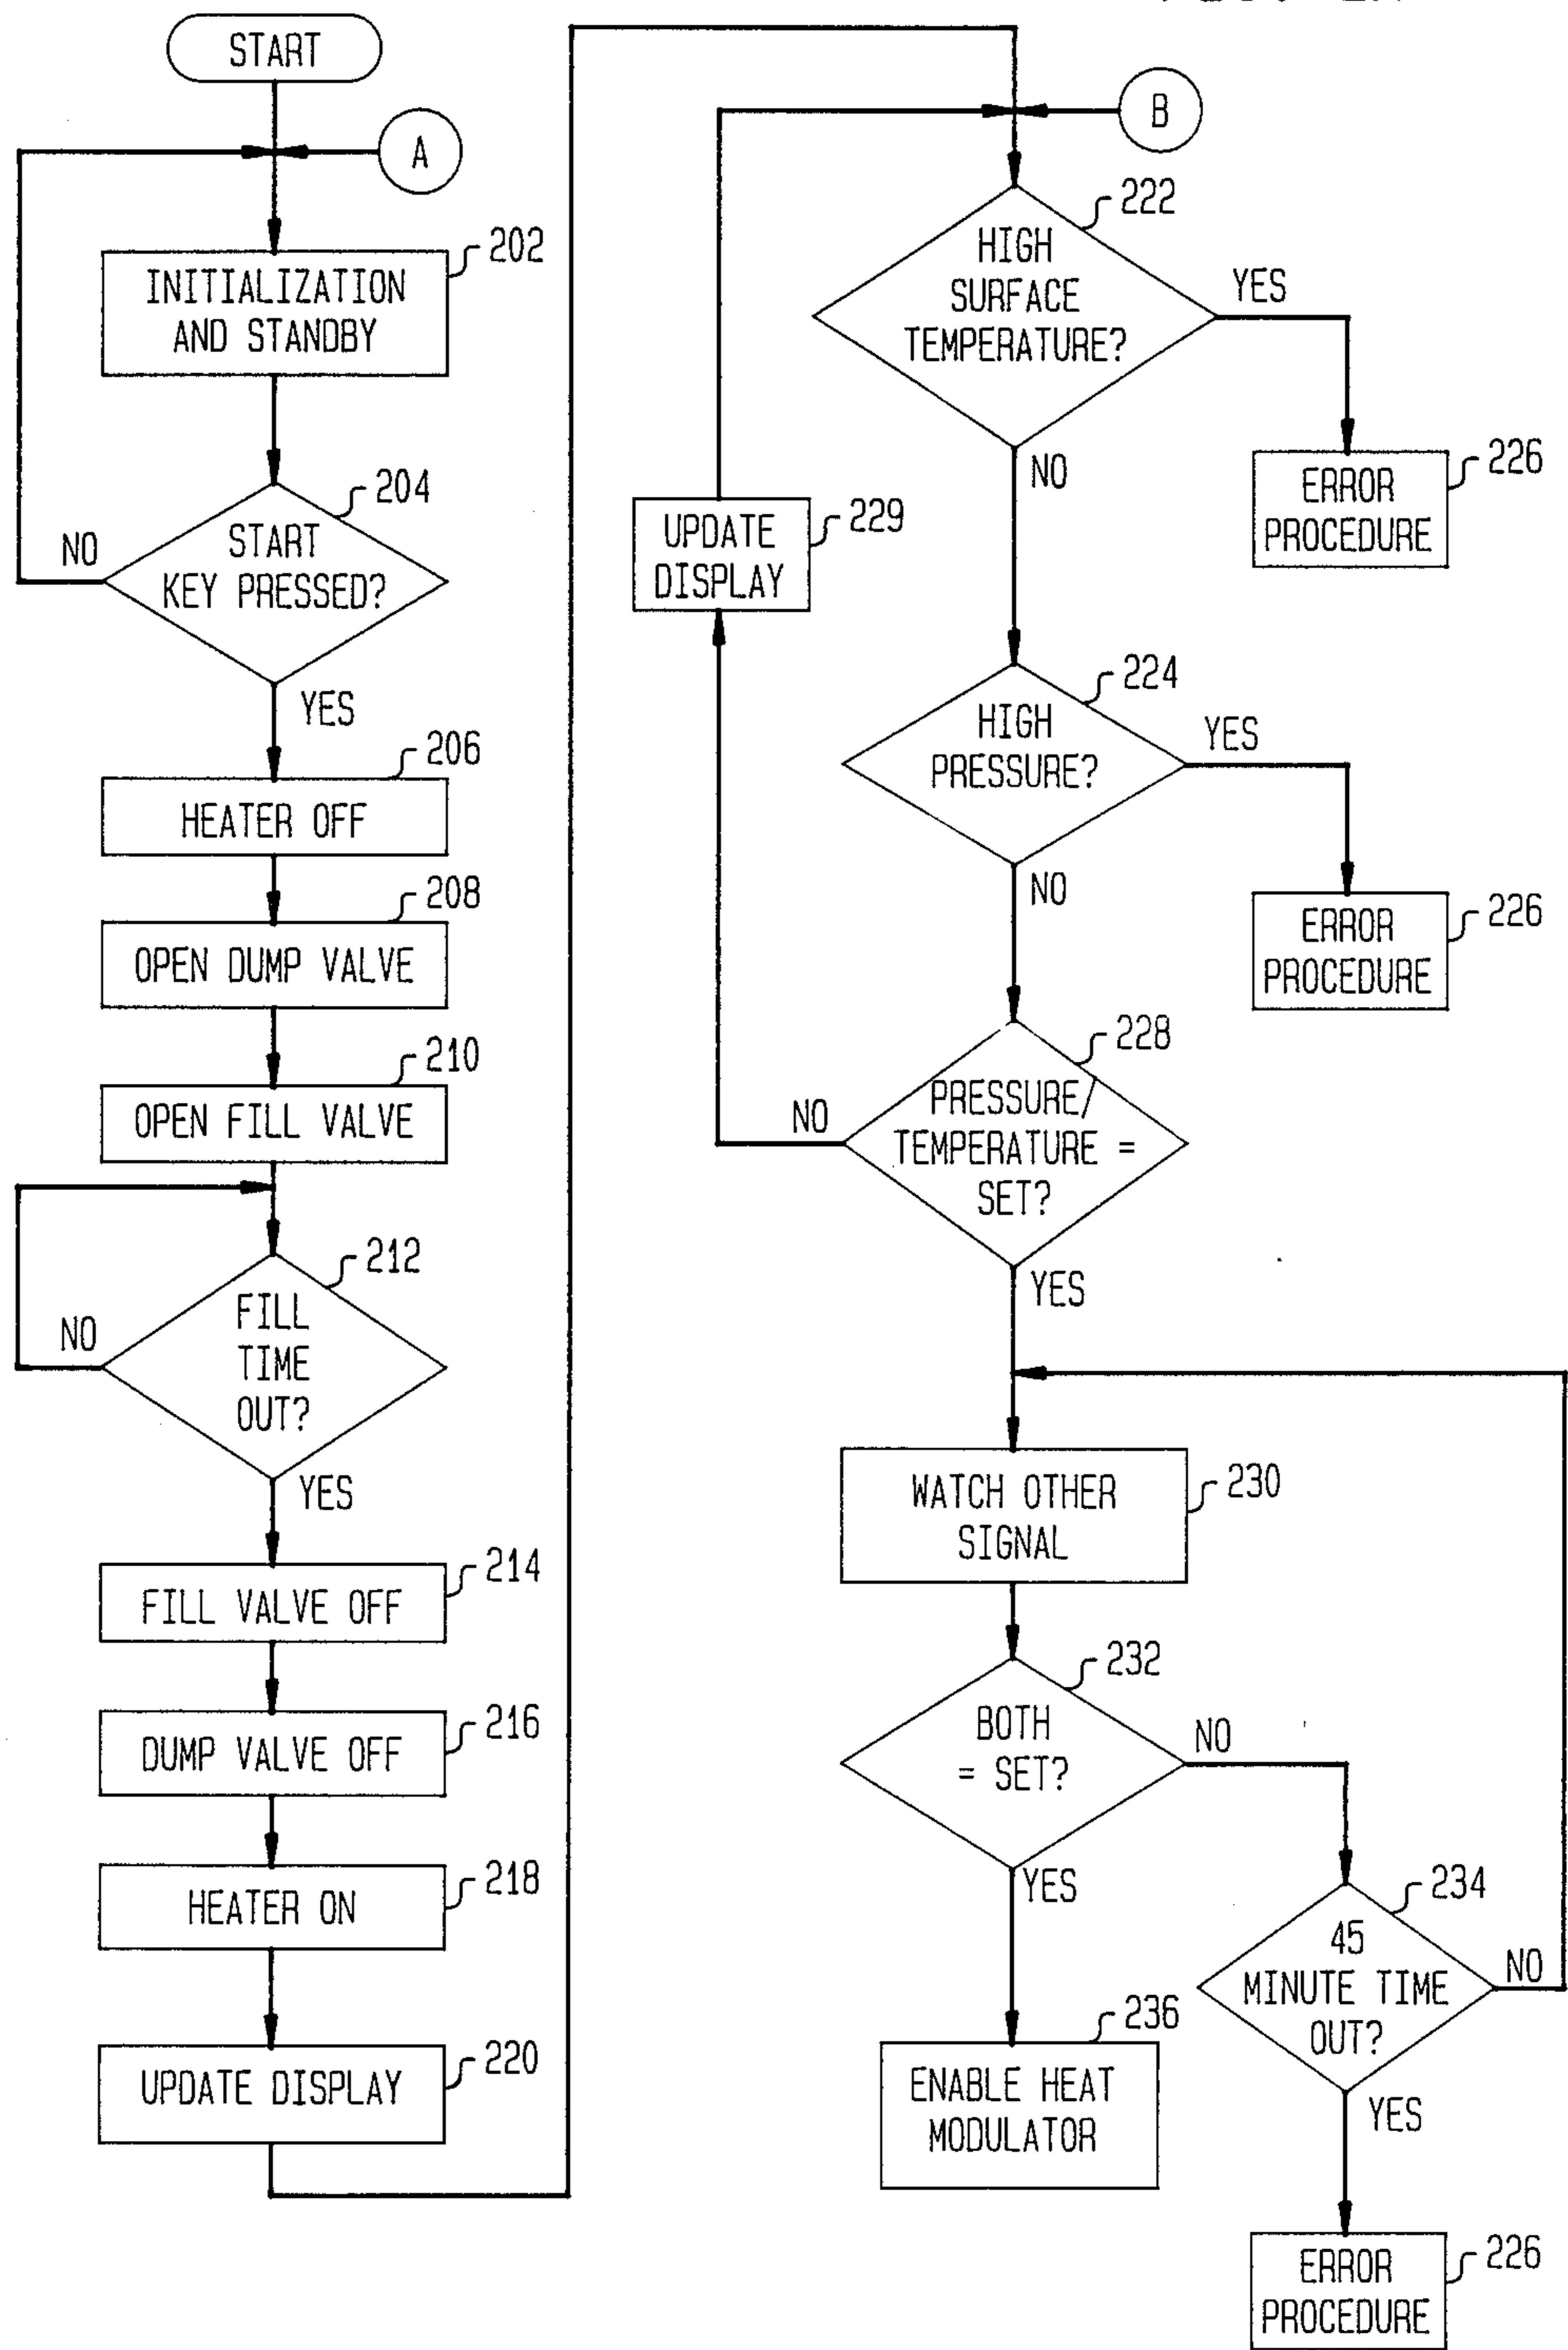 START
A
202
INITIALIZATION
AND STANDBY
204
START
KEY PRESSED?
NO
YES
206
HEATER OFF
208
OPEN DUMP VALVE
210
OPEN FILL VALVE
212
FILL
TIME
OUT?
NO
YES
214
FILL VALVE OFF
216
DUMP VALVE OFF
218
HEATER ON
220
UPDATE DISPLAY
B
222
HIGH
SURFACE
TEMPERATURE?
YES
NO
226
ERROR
PROCEDURE
229
UPDATE
DISPLAY
224
HIGH
PRESSURE?
YES
NO
226
ERROR
PROCEDURE
228
PRESSURE/
TEMPERATURE =
SET?
NO
YES
230
WATCH OTHER
SIGNAL
232
BOTH
= SET?
NO
YES
234
45
MINUTE TIME
OUT?
NO
YES
236
ENABLE HEAT
MODULATOR
226
ERROR
PROCEDURE